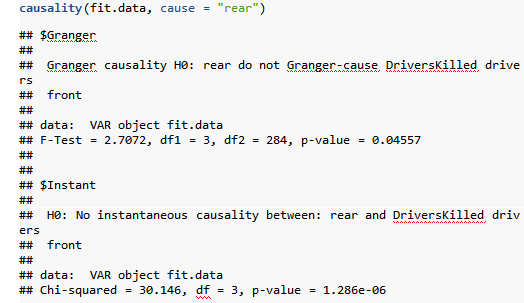 causality(fit.data, cause = "rear")
## $Granger
##
##  Granger causality H0: rear do not Granger-cause DriversKilled drive
rs
##  front
##
## data:  VAR object fit.data
## F-Test = 2.7072, df1 = 3, df2 = 284, p-value = 0.04557
##
##
## $Instant
##
##  H0: No instantaneous causality between: rear and DriversKilled driv
ers
##  front
##
## data:  VAR object fit.data
## Chi-squared = 30.146, df = 3, p-value = 1.286e-06